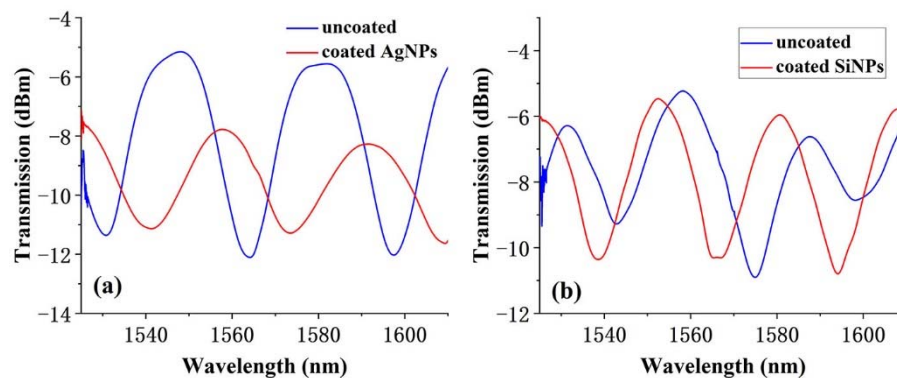 −4
−6
−8
−10
−12
−14
Transmission (dBm)
uncoated
coated AgNPs
(a)
1540
1560
1580
1600
Wavelength (nm)
−4
−6
−8
−10
−12
Transmission (dBm)
uncoated
coated SiNPs
(b)
1540
1560
1580
1600
Wavelength (nm)